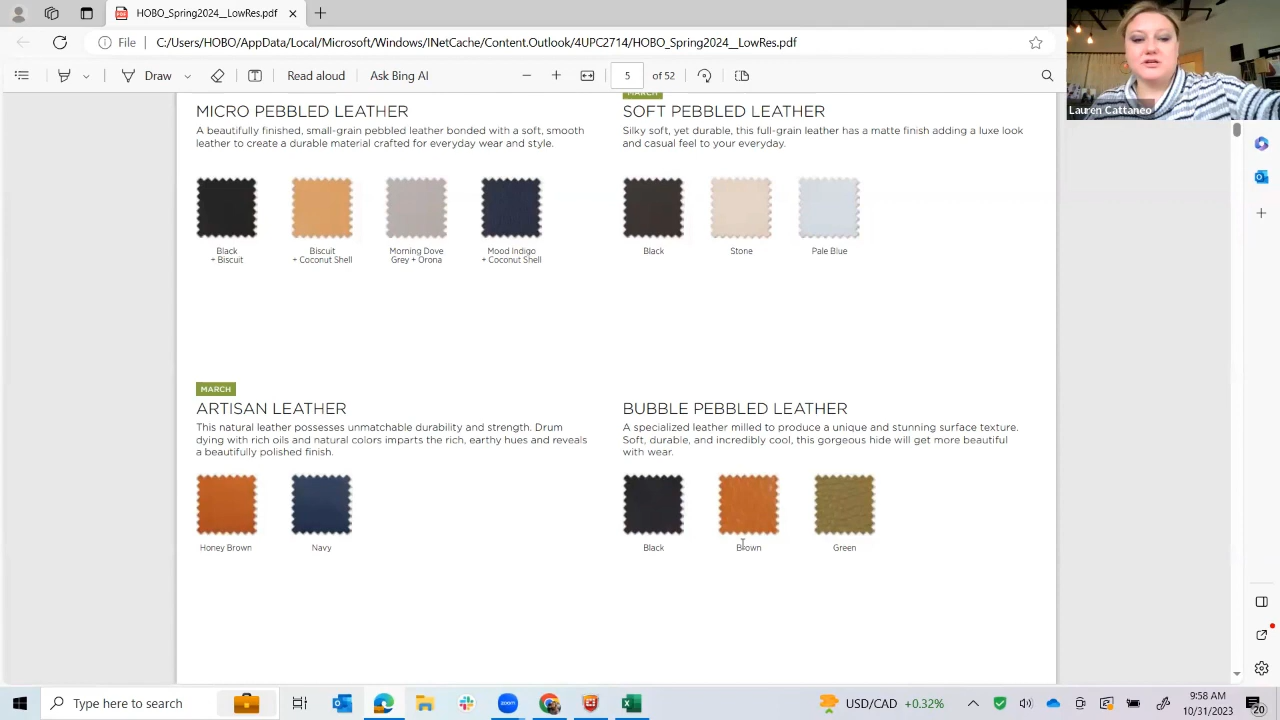 HOBO_Spring2024__LowRes.pdf
File
C:/Users/HOBO/AppData/Local/Microsoft/Windows/INetCache/Content.Outlook/4UPC2714/HOBO_Spring2024__LowRes.pdf
Draw
Read aloud
Ask Bing AI
5
of 52
Lauren Cattaneo
MARCH
MICRO PEBBLED LEATHER
A beautifully finished, small-grain pebbled leather bonded with a soft, smooth
leather to create a durable material crafted for everyday wear and style.
Black
+ Biscuit
Biscuit
+ Coconut Shell
Morning Dove
Grey + Orona
Mood Indigo
+ Coconut Shell
SOFT PEBBLED LEATHER
Silky soft, yet durable, this full-grain leather has a matte finish adding a luxe look
and casual feel to your everyday.
Black
Stone
Pale Blue
MARCH
ARTISAN LEATHER
This natural leather possesses unmatchable durability and strength. Drum
dying with rich oils and natural colors imparts the rich, earthy hues and reveals
a beautifully polished finish.
Honey Brown
Navy
BUBBLE PEBBLED LEATHER
A specialized leather milled to produce a unique and stunning surface texture.
Soft, durable, and incredibly cool, this gorgeous hide will get more beautiful
with wear.
Black
Brown
Green
Type here to search
zoom
USD/CAD +0.32%
9:58 AM
10/31/2023
20